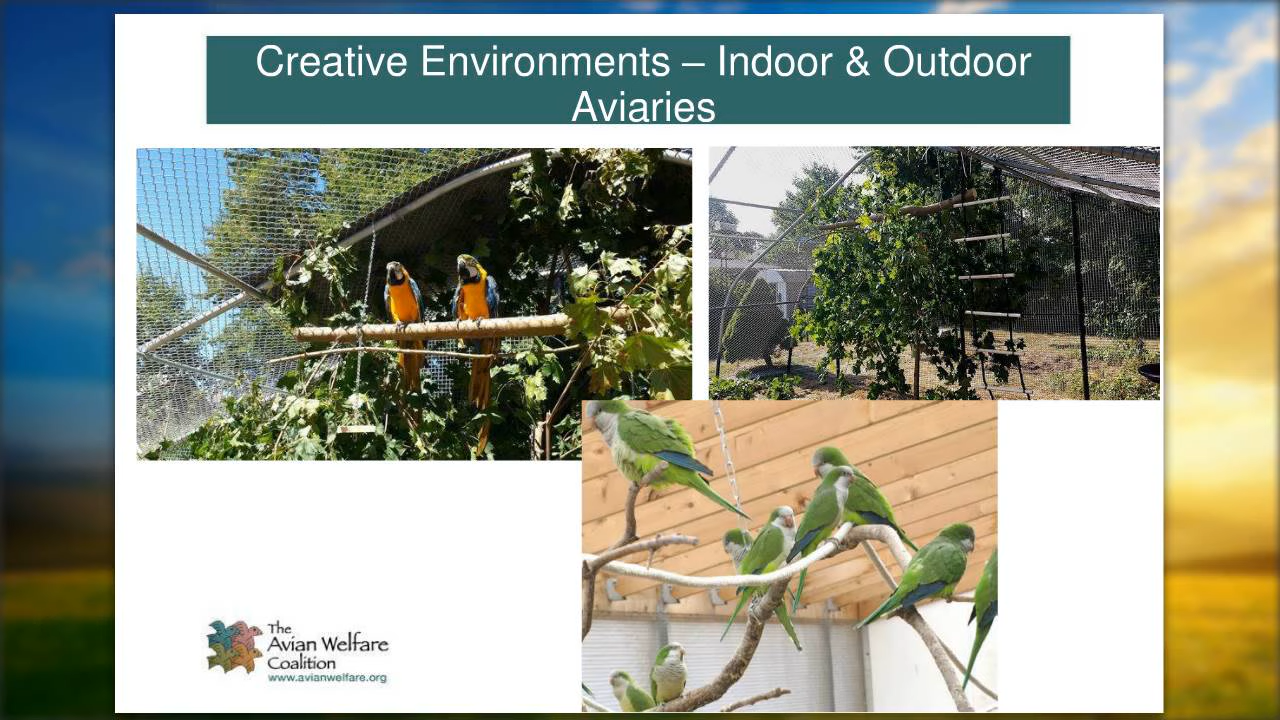 Creative Environments – Indoor & Outdoor
Aviaries
The
Avian Welfare
Coalition
www.avianwelfare.org